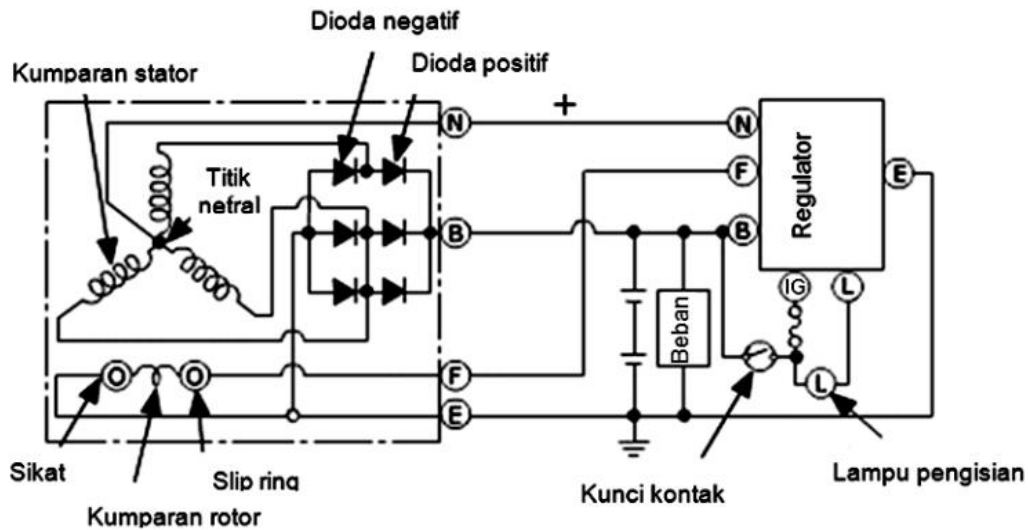 Dioda negatif
Dioda positif
Kumparan stator
+
N
N
Titik
nefral
F
Regulator
E
B
B
IG
L
Beban
O
O
F
L
E
Sikat
Slip ring
Kumparan rotor
Kunci kontak
Lampu pengisian